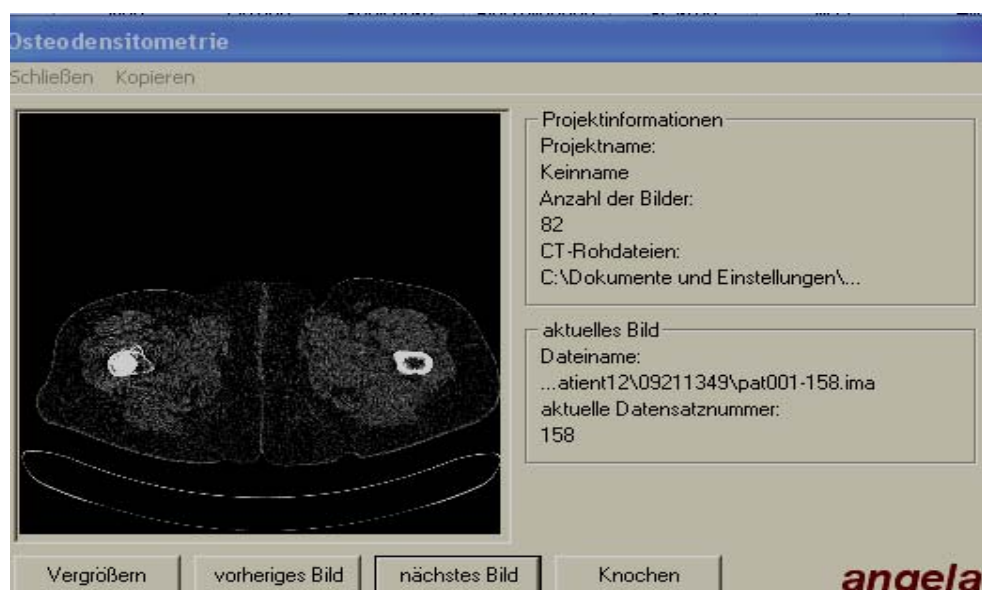 Osteodensitometrie
Schließen Kopieren
Projektinformationen
Projektname:
Keinname
Anzahl der Bilder:
82
CT-Rohdateien:
C:\Dokumente und Einstellungen\...
aktuelles Bild
Dateiname:
...atient12\09211349\pat001-158.ima
aktuelle Datensatznummer:
158
Vergrößern vorheriges Bild nächstes Bild Knochen
angela